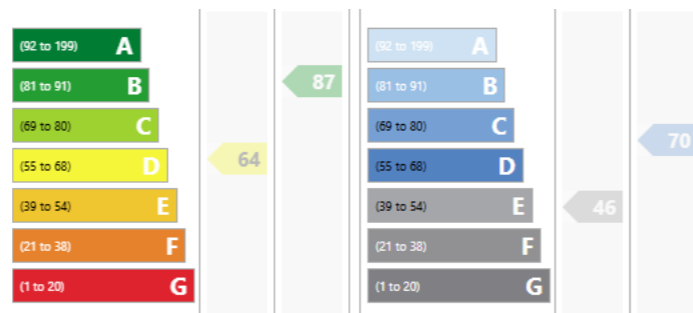 (92 to 199) A
(81 to 91) B
(69 to 80) C
(55 to 68) D
(39 to 54) E
(21 to 38) F
(1 to 20) G
64
87
(92 to 199) A
(81 to 91) B
(69 to 80) C
(55 to 68) D
(39 to 54) E
(21 to 38) F
(1 to 20) G
46
70